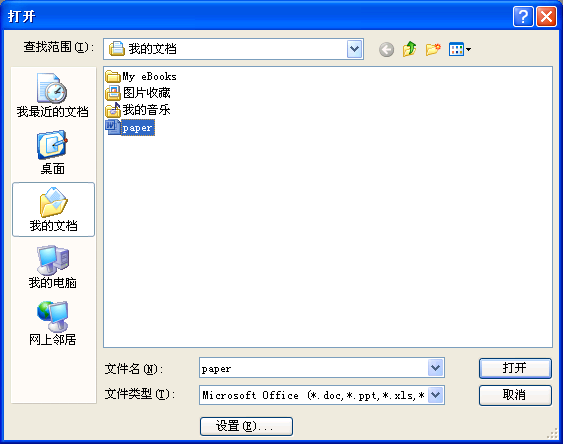 打开
查找范围(I):
我的文档
我最近的文档
桌面
我的文档
我的电脑
网上邻居
My eBooks
图片收藏
我的音乐
paper
文件名(N):
paper
打开
文件类型(T):
Microsoft Office (*.doc,*.ppt,*.xls,*
取消
设置(E)...